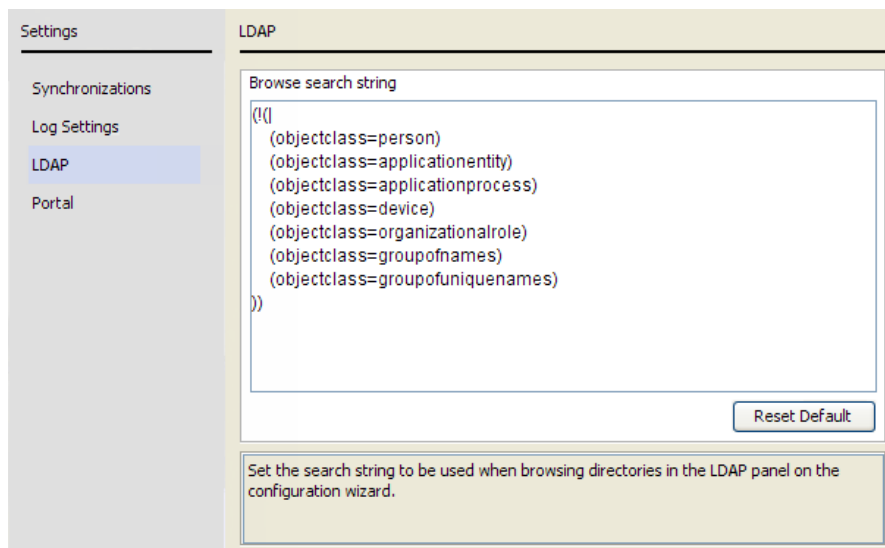 Settings
Synchronizations
Log Settings
LDAP
Portal
LDAP
Browse search string
(!(|
(objectclass=person)
(objectclass=applicationentity)
(objectclass=applicationprocess)
(objectclass=device)
(objectclass=organizationalrole)
(objectclass=groupofnames)
(objectclass=groupofuniquenames)
))
Reset Default
Set the search string to be used when browsing directories in the LDAP panel on the
configuration wizard.